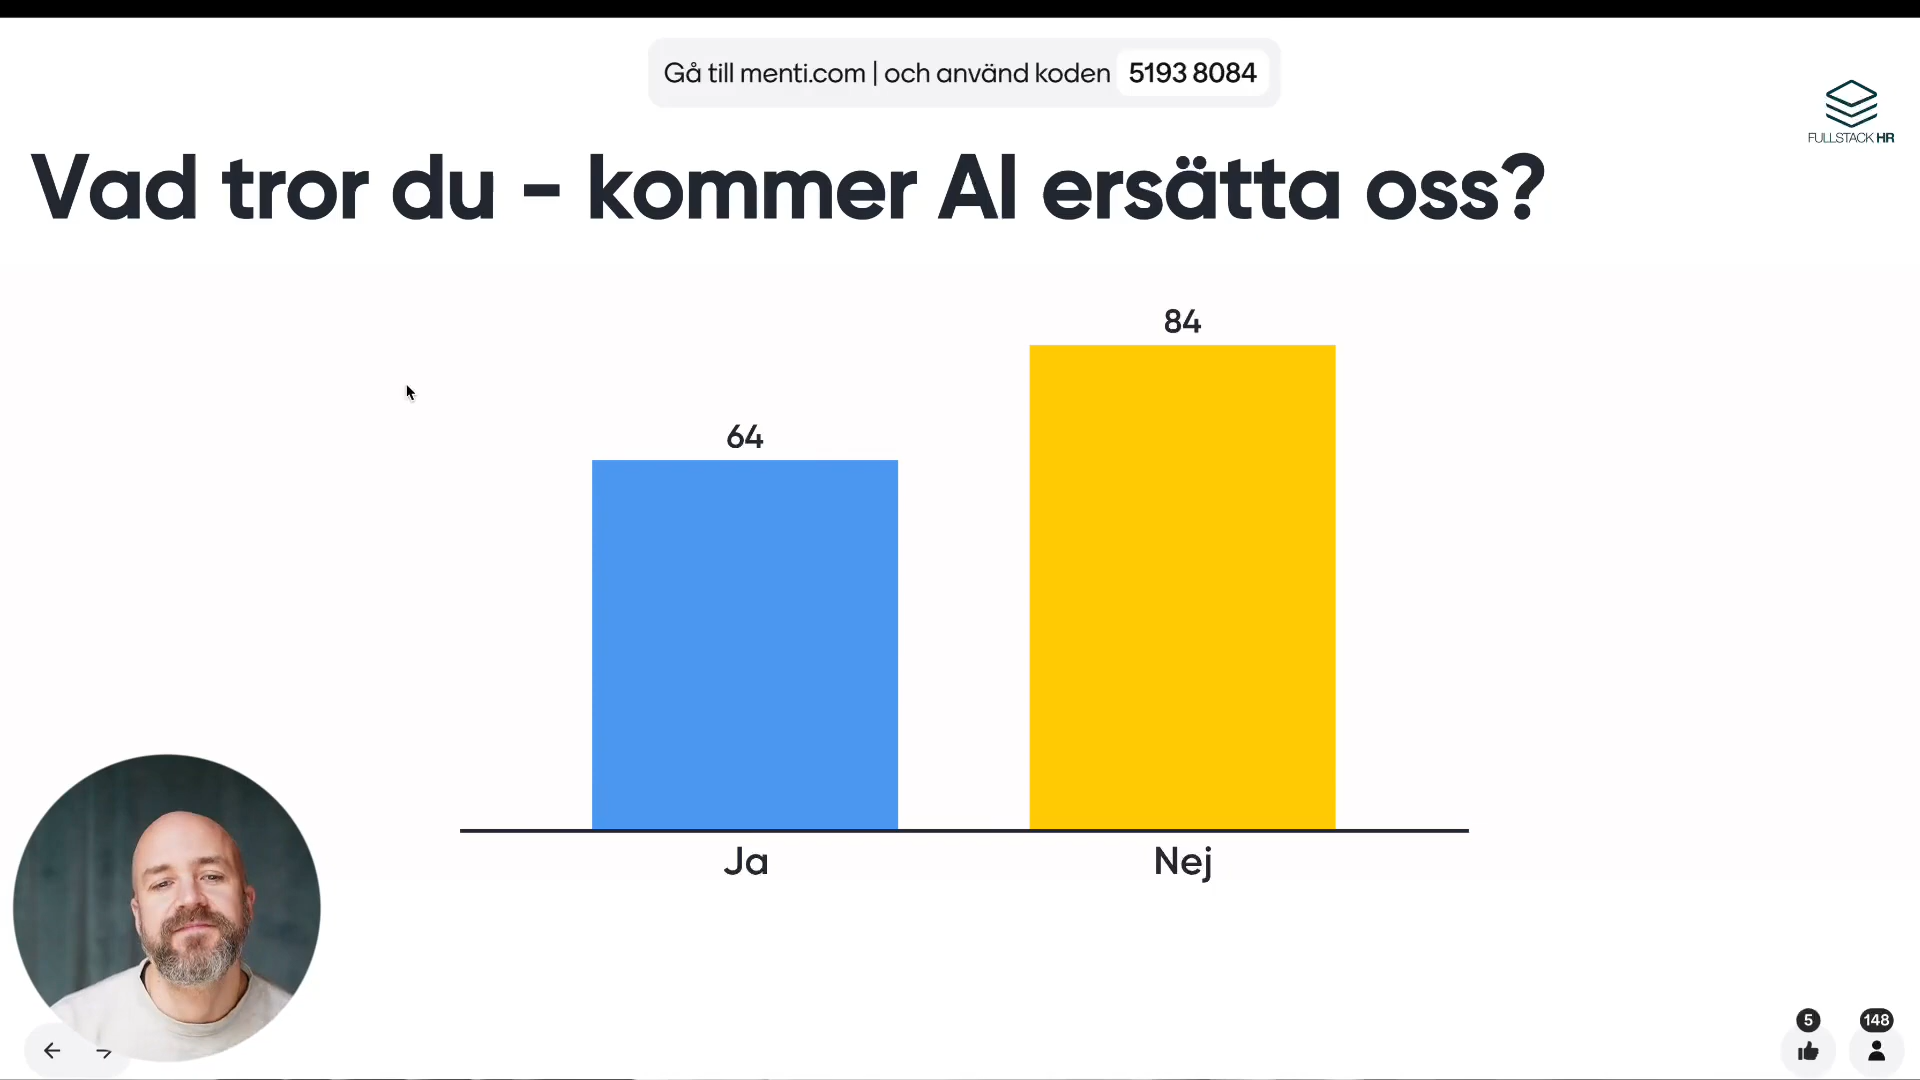 Gå till menti.com | och använd koden 5193 8084
FULLSTACK HR
Vad tror du - kommer AI ersätta oss?
84
64
Ja
Nej
5
148